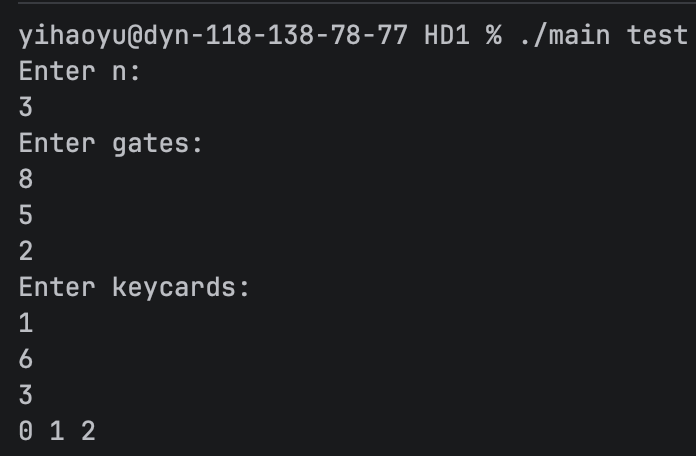 yihaoyu@dyn-118-138-78-77 HD1 % ./main test
Enter n:
3
Enter gates:
8
5
2
Enter keycards:
1
6
3
0 1 2